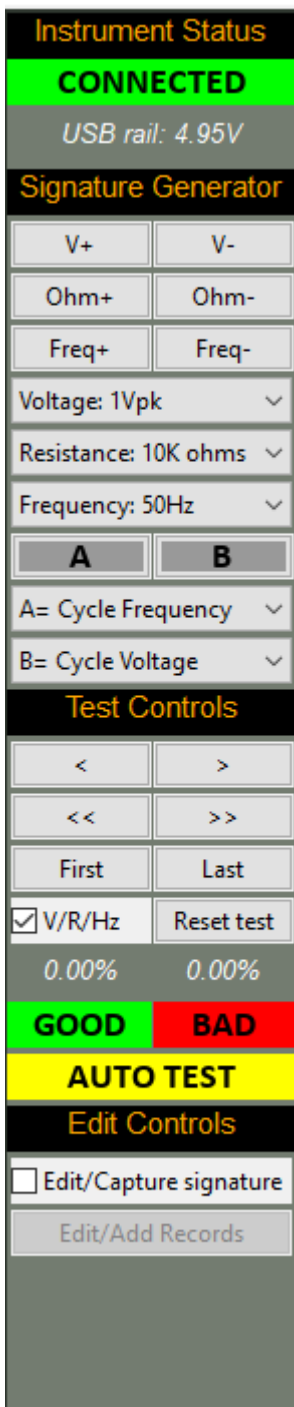 Instrument Status
CONNECTED
USB rail: 4.95V
Signature Generator
V+ V-
Ohm+ Ohm-
Freq+ Freq-
Voltage: 1Vpk
Resistance: 10K ohms
Frequency: 50Hz
A B
A= Cycle Frequency
B= Cycle Voltage
Test Controls
< >
<< >>
First Last
V/R/Hz Reset test
0.00% 0.00%
GOOD BAD
AUTO TEST
Edit Controls
Edit/Capture signature
Edit/Add Records